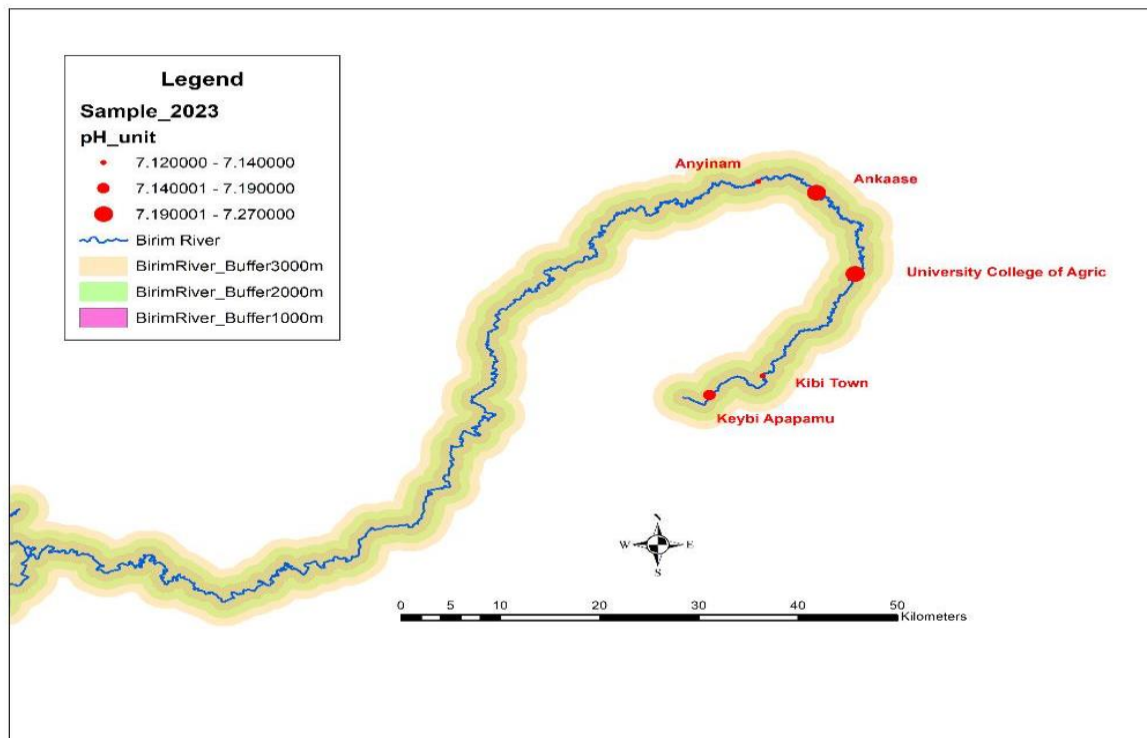 Legend
Sample_2023
pH_unit
7.120000 - 7.140000
7.140001 - 7.190000
7.190001 - 7.270000
Birim River
BirimRiver_Buffer3000m
BirimRiver_Buffer2000m
BirimRiver_Buffer1000m
Anyinam
Ankaase
University College of Agric
Kibi Town
Keybi Apapamu
N
W E
S
0 5 10 20 30 40 50
Kilometers